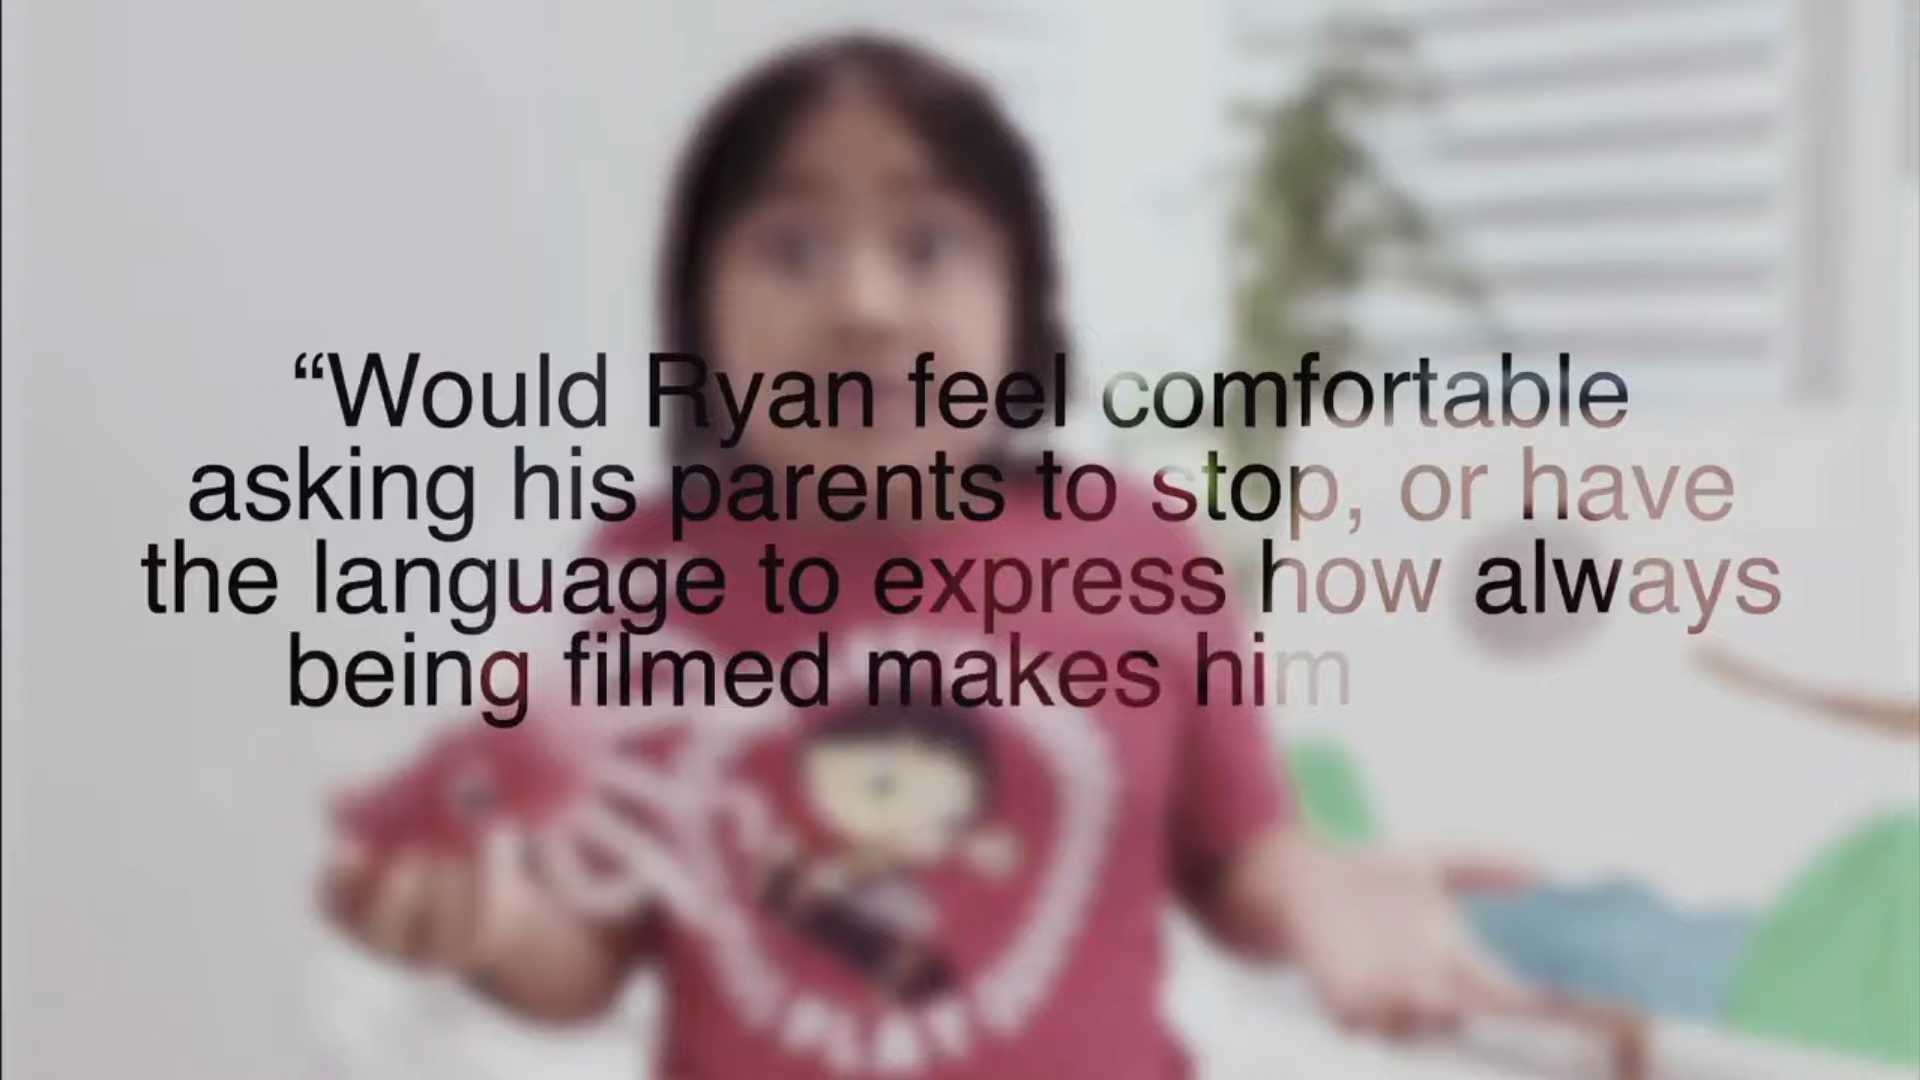 “Would Ryan feel comfortable
asking his parents to stop, or have
the language to express how always
being filmed makes him
PLAY